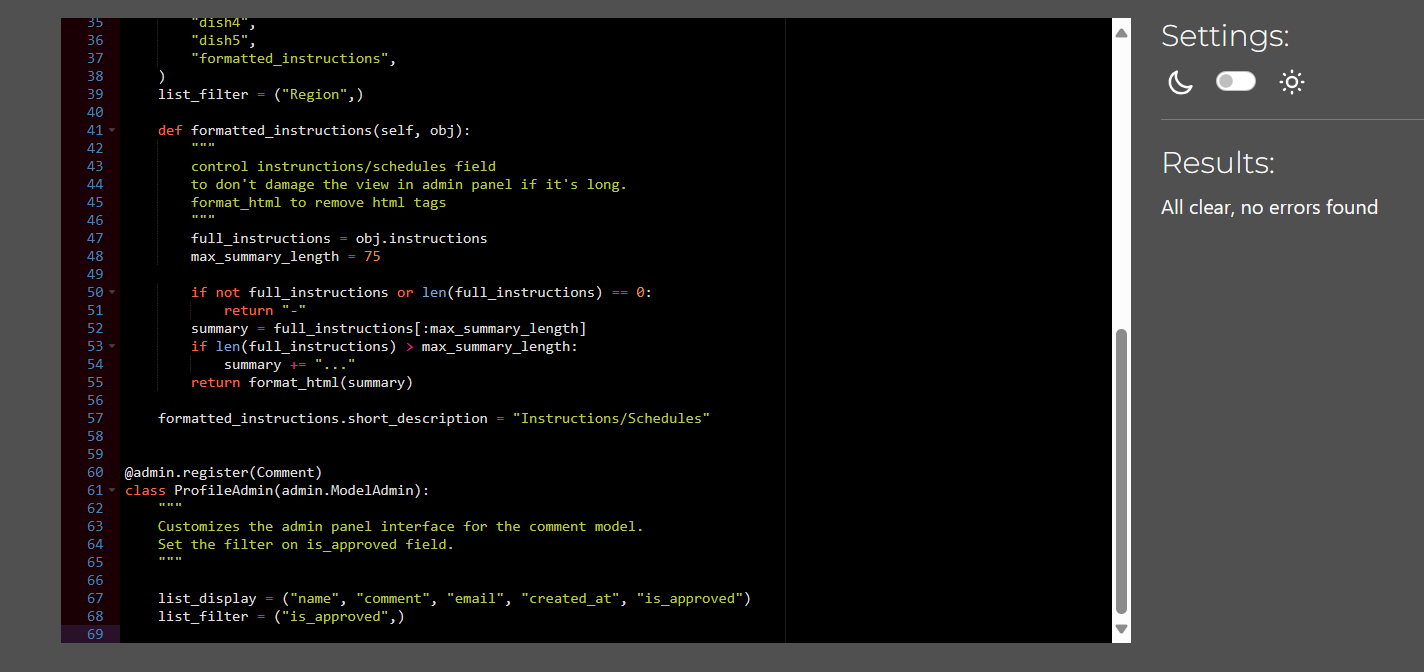 35            "dish4",
36            "dish5",
37            "formatted_instructions",
38        )
39        list_filter = ("Region",)
40
41        def formatted_instructions(self, obj):
42            """
43            control instrunctions/schedules field
44            to don't damage the view in admin panel if it's long.
45            format_html to remove html tags
46            """
47            full_instructions = obj.instructions
48            max_summary_length = 75
49
50            if not full_instructions or len(full_instructions) == 0:
51                return "-"
52            summary = full_instructions[:max_summary_length]
53            if len(full_instructions) > max_summary_length:
54                summary += "..."
55            return format_html(summary)
56
57        formatted_instructions.short_description = "Instructions/Schedules"
58
59
60    @admin.register(Comment)
61    class ProfileAdmin(admin.ModelAdmin):
62        """
63        Customizes the admin panel interface for the comment model.
64        Set the filter on is_approved field.
65        """
66
67        list_display = ("name", "comment", "email", "created_at", "is_approved")
68        list_filter = ("is_approved",)
69
Settings:
Results:
All clear, no errors found